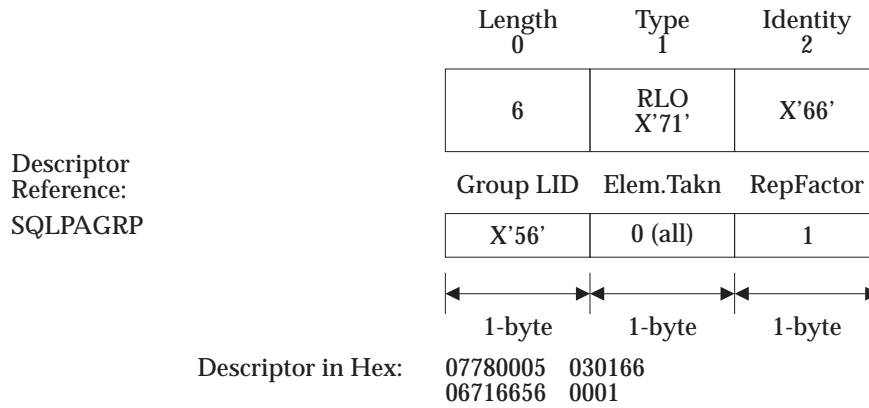 Length Type Identity
0 1 2
6 RLO X'66'
X'71'
Descriptor
Reference: Group LID Elem.Takn RepFactor
SQLPAGRP X'56' 0 (all) 1
1-byte 1-byte 1-byte
Descriptor in Hex: 07780005 030166
06716656 0001